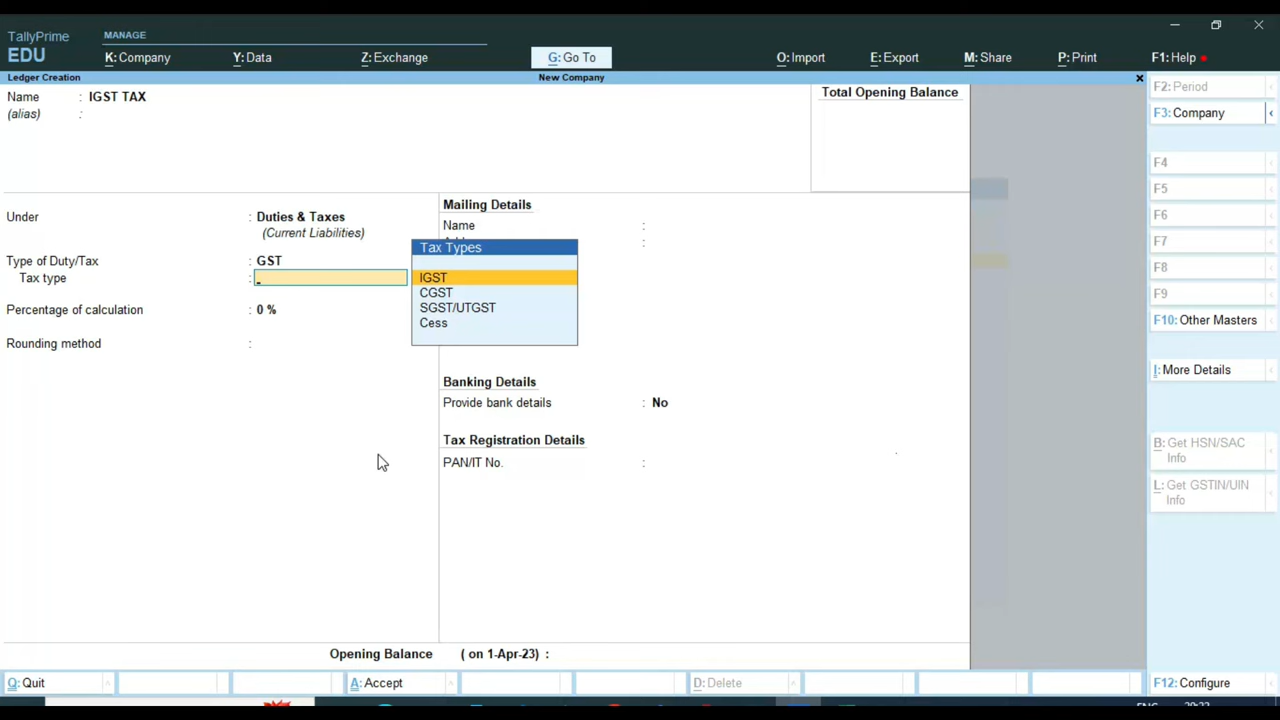 TallyPrime
EDU
MANAGE
K:Company
Y:Data
Z:Exchange
G:Go To
O:Import
E:Export
M:Share
P:Print
F1:Help
Ledger Creation
New Company
×
Name : IGST TAX
(alias) :
Total Opening Balance
Under : Duties & Taxes
(Current Liabilities)
Type of Duty/Tax : GST
Tax type :
Percentage of calculation : 0 %
Rounding method :
Mailing Details
Name :
:
Tax Types
IGST
CGST
SGST/UTGST
Cess
Banking Details
Provide bank details : No
Tax Registration Details
PAN/IT No. :
Opening Balance ( on 1-Apr-23) :
F2: Period
F3: Company
F4
F5
F6
F7
F8
F9
F10: Other Masters
I:More Details
B: Get HSN/SAC
Info
L: Get GSTIN/UIN
Info
Q: Quit
A: Accept
D: Delete
F12: Configure